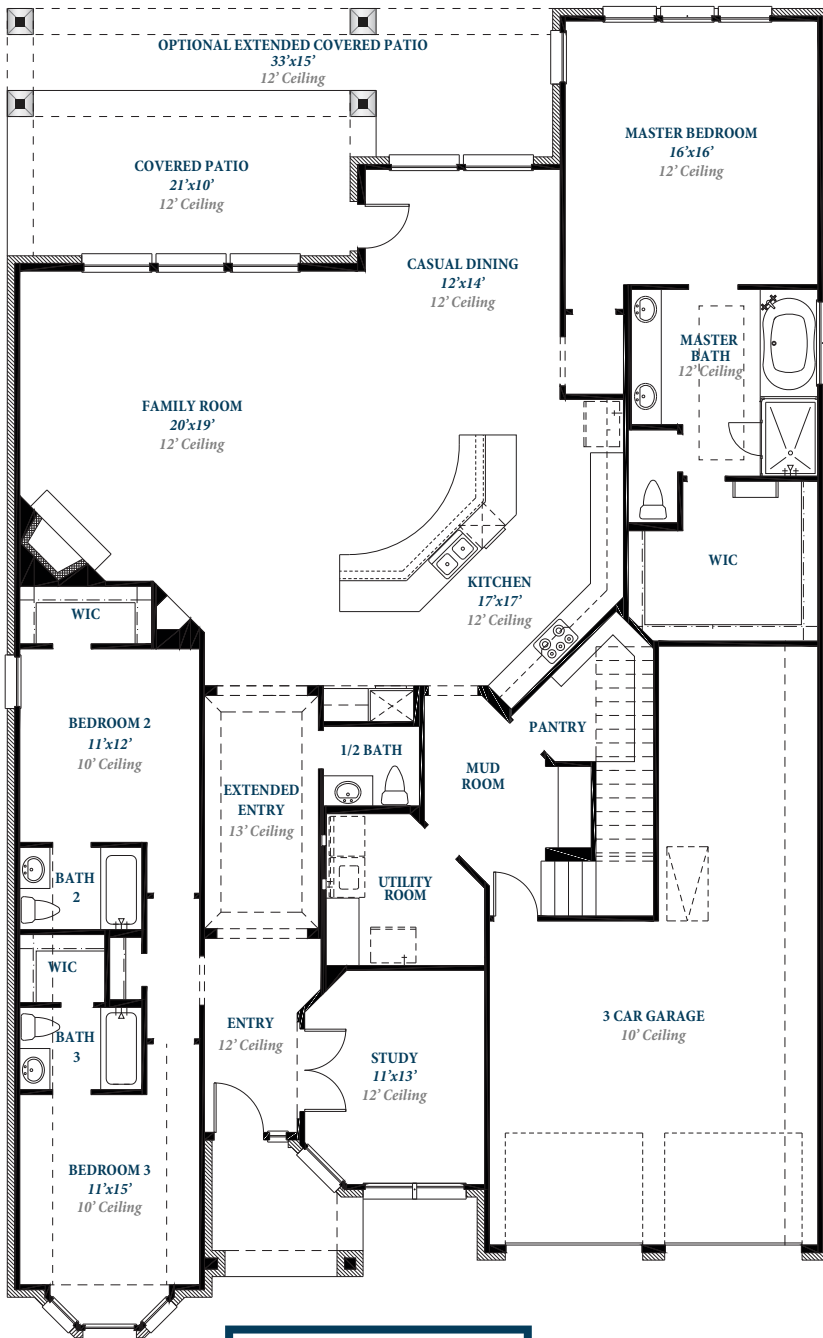 OPTIONAL EXTENDED COVERED PATIO
33'x15'
12' Ceiling
MASTER BEDROOM
16'x16'
12' Ceiling
COVERED PATIO
21'x10'
12' Ceiling
CASUAL DINING
12'x14'
12' Ceiling
MASTER
BATH
12' Ceiling
FAMILY ROOM
20'x19'
12' Ceiling
WIC
KITCHEN
17'x17'
12' Ceiling
WIC
BEDROOM 2
11'x12'
10' Ceiling
1/2 BATH
PANTRY
MUD
ROOM
EXTENDED
ENTRY
13' Ceiling
BATH
2
UTILITY
ROOM
WIC
ENTRY
12' Ceiling
3 CAR GARAGE
10' Ceiling
BATH
3
STUDY
11'x13'
12' Ceiling
BEDROOM 3
11'x15'
10' Ceiling